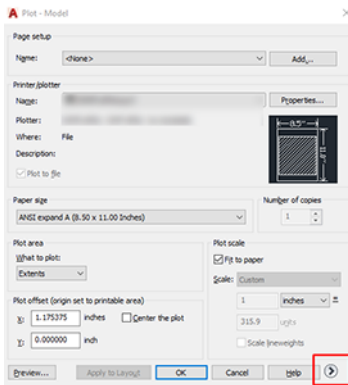 Plot - Model
Page setup
Name: <None> Add...
Printer/plotter
Name: Properties...
Plotter:
Where: File
Description:
Plot to file
8.5"
11.0"
Paper size
ANSI expand A (8.50 x 11.00 Inches)
Number of copies
1
Plot area
What to plot:
Extents
Plot scale
Fit to paper
Scale: Custom
1 inches =
315.9 units
Scale lineweights
Plot offset (origin set to printable area)
X: 1.175375 inches Center the plot
Y: 0.000000 inch
Preview... Apply to Layout OK Cancel Help